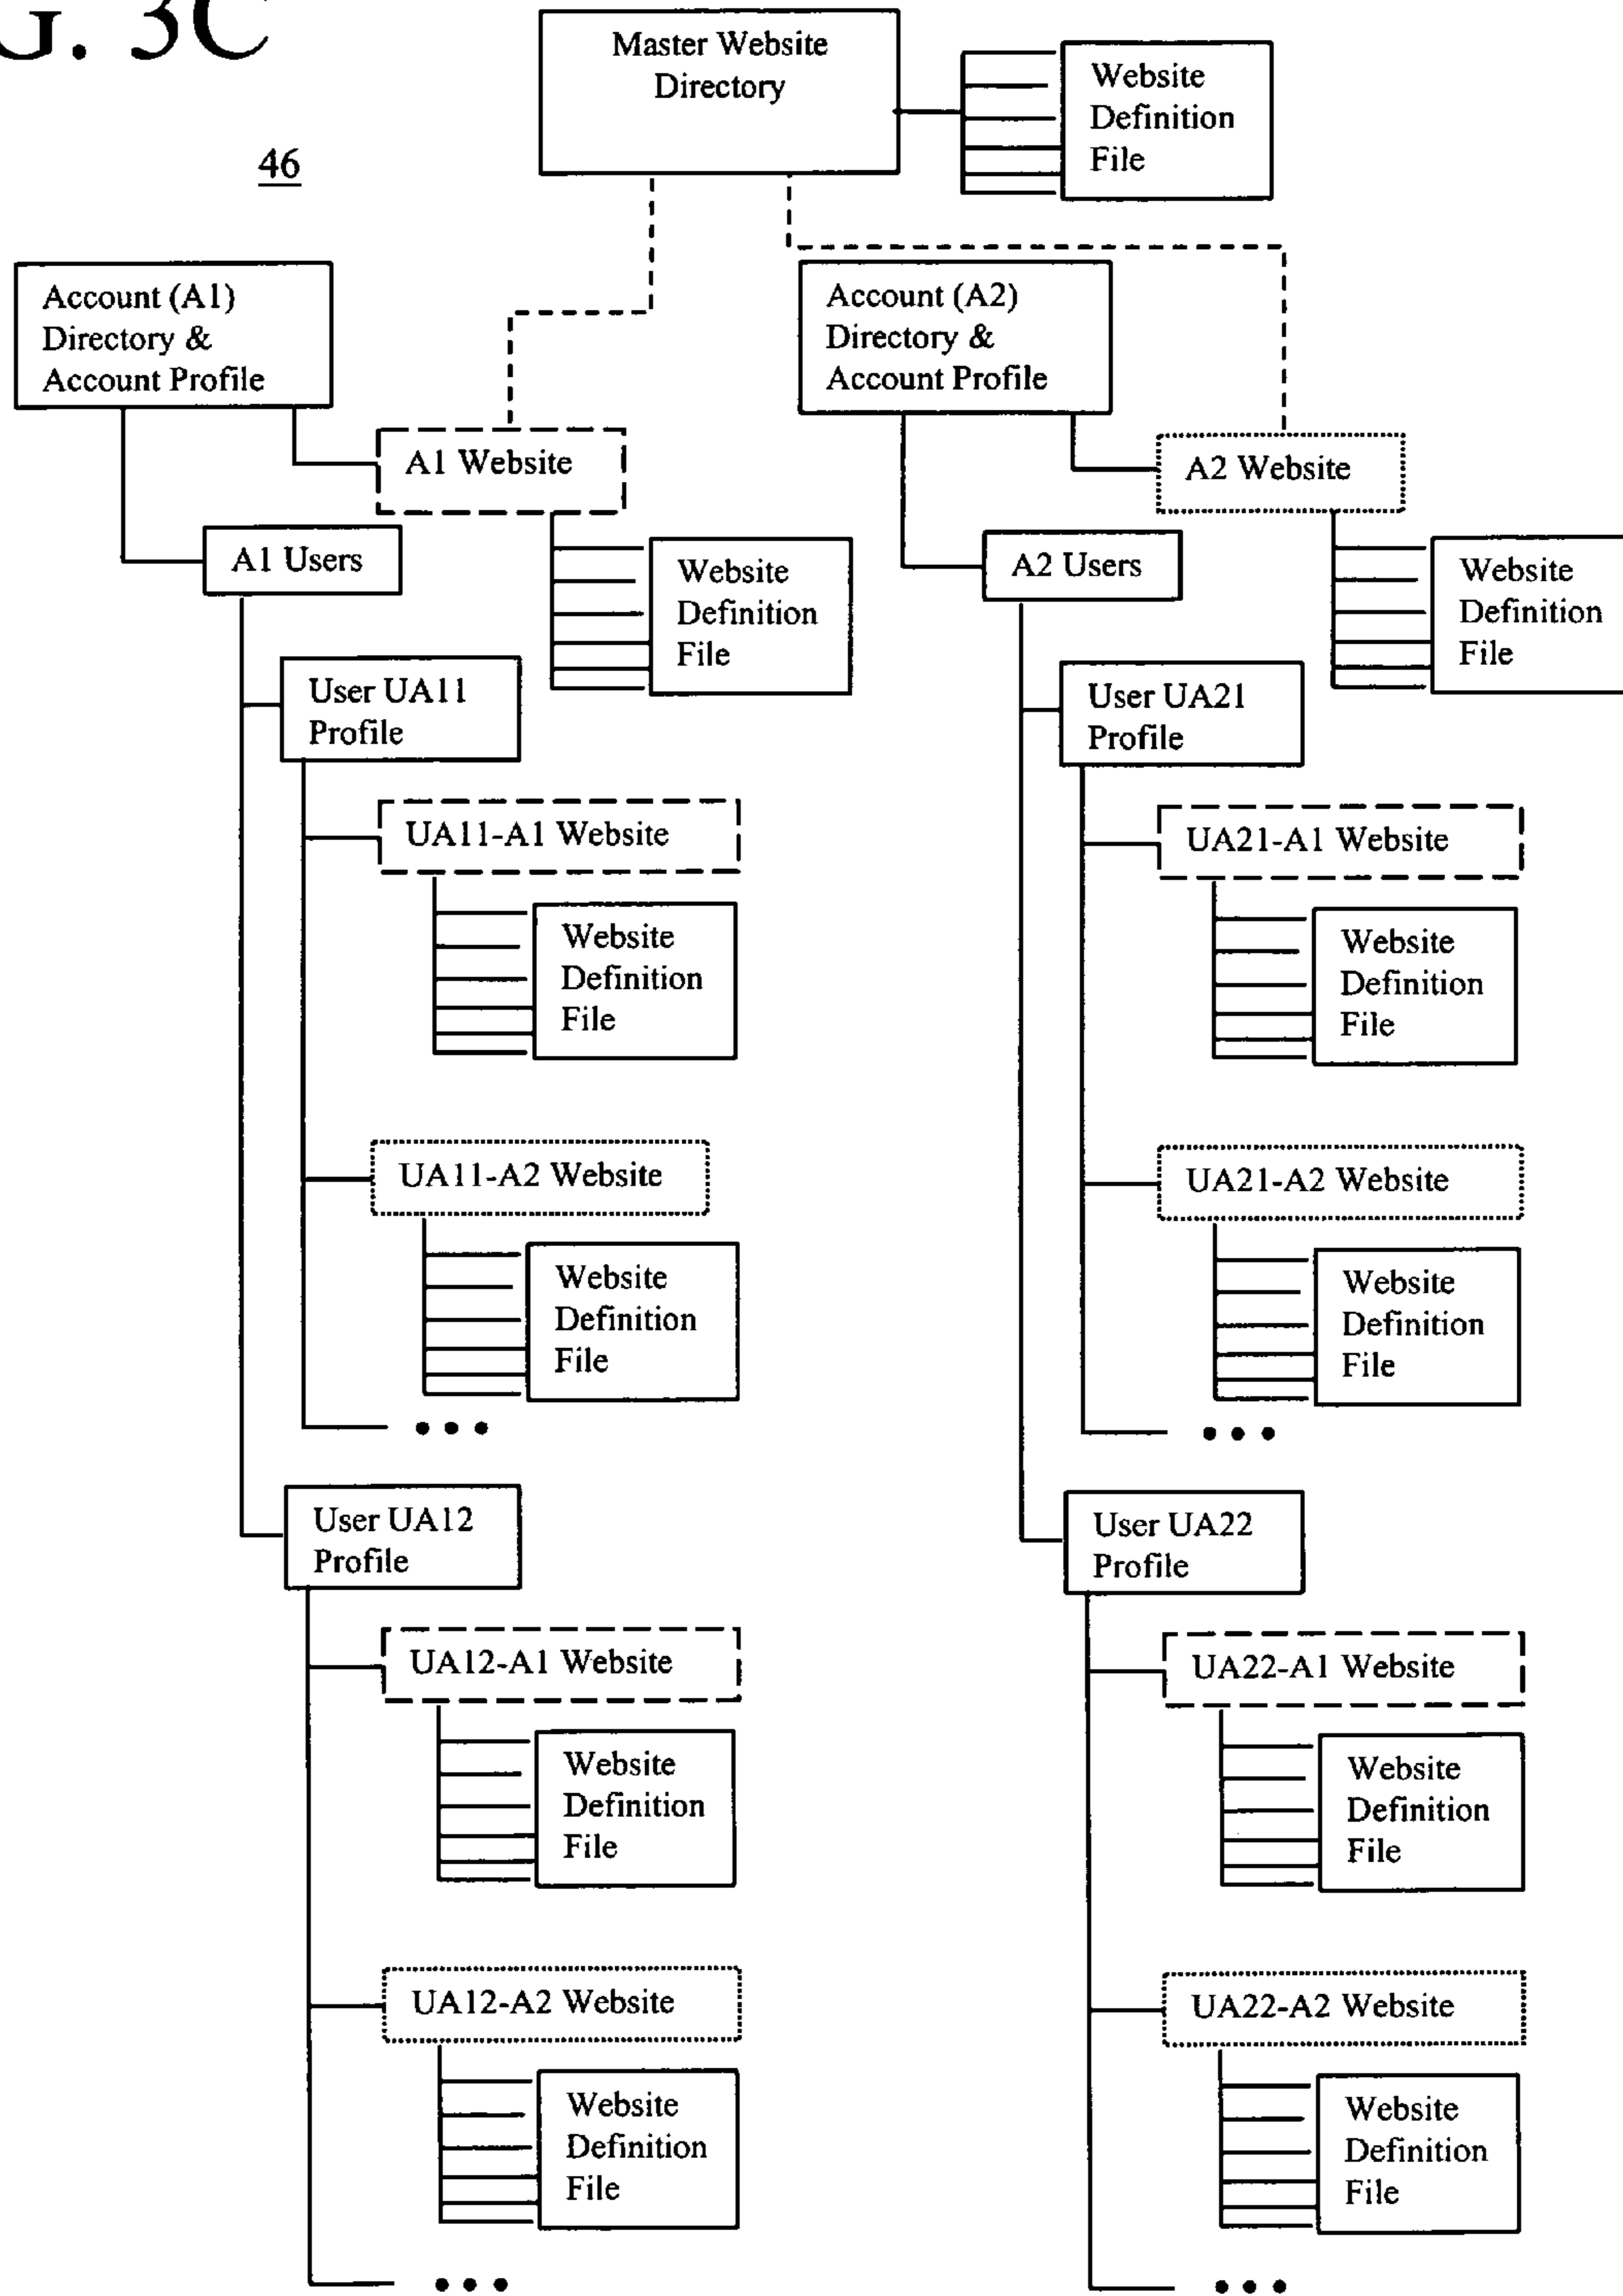 G. 3C
Master Website
Directory
Website
Definition
File
46
Account (A1)
Directory &
Account Profile
Account (A2)
Directory &
Account Profile
A1 Website
A2 Website
A1 Users
A2 Users
Website
Definition
File
Website
Definition
File
User UA11
Profile
User UA21
Profile
UA11-A1 Website
UA21-A1 Website
Website
Definition
File
Website
Definition
File
UA11-A2 Website
UA21-A2 Website
Website
Definition
File
Website
Definition
File
• • •
• • •
User UA12
Profile
User UA22
Profile
UA12-A1 Website
UA22-A1 Website
Website
Definition
File
Website
Definition
File
UA12-A2 Website
UA22-A2 Website
Website
Definition
File
Website
Definition
File
• • •
• • •